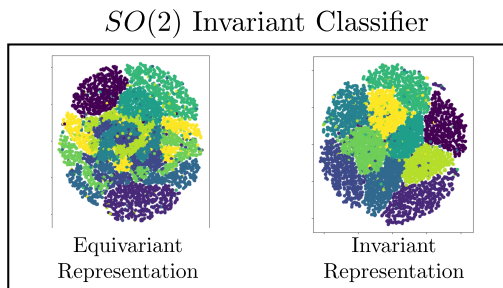 SO(2) Invariant Classifier
Equivariant
Representation
Invariant
Representation